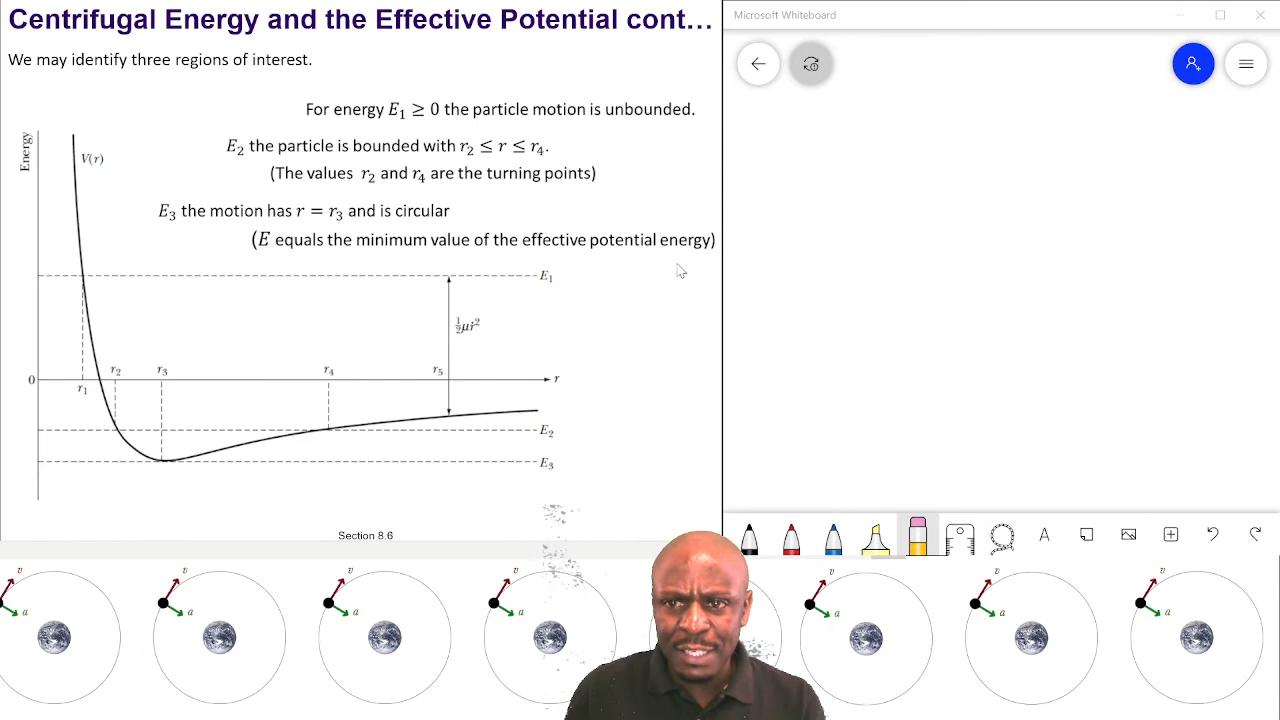 Centrifugal Energy and the Effective Potential cont…
Microsoft Whiteboard
We may identify three regions of interest.
For energy E₁ ≥ 0 the particle motion is unbounded.
E₂ the particle is bounded with r₂ ≤ r ≤ r₄.
(The values r₂ and r₄ are the turning points)
E₃ the motion has r = r₃ and is circular
(E equals the minimum value of the effective potential energy)
Energy
V(r)
E₁
½μṙ²
r₂ r₃ r₄ r₅
0 r
r₁
E₂
E₃
Section 8.6
A
v v v v v v v
a a a a a a a